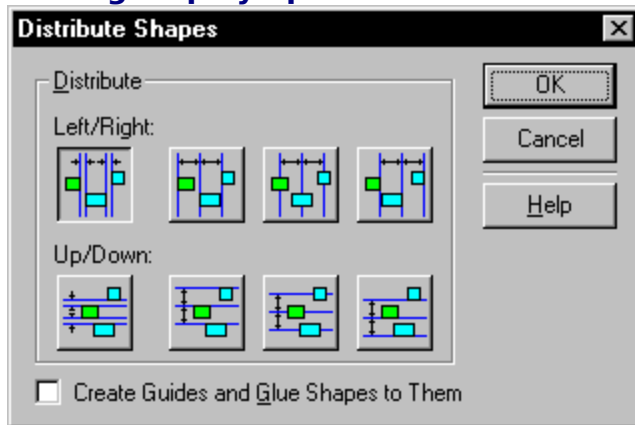 Distribute Shapes
Distribute
OK
Left/Right:
Cancel
Help
Up/Down:
Create Guides and Glue Shapes to Them